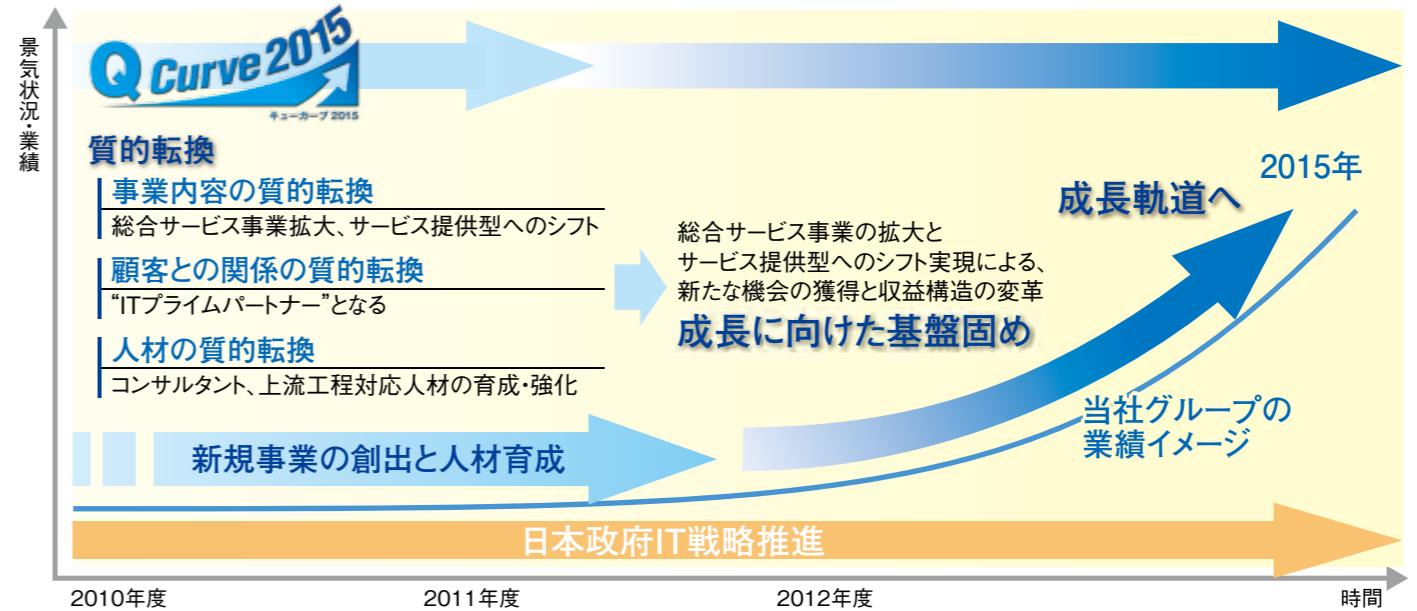 景気状況・業績
Q Curve 2015
キューカーブ 2015
質的転換
事業内容の質的転換
総合サービス事業拡大、サービス提供型へのシフト
顧客との関係の質的転換
“ITプライムパートナー”となる
人材の質的転換
コンサルタント、上流工程対応人材の育成・強化
総合サービス事業の拡大と
サービス提供型へのシフト実現による、
新たな機会の獲得と収益構造の変革
成長に向けた基盤固め
成長軌道へ
2015年
当社グループの
業績イメージ
新規事業の創出と人材育成
日本政府IT戦略推進
2010年度
2011年度
2012年度
時間